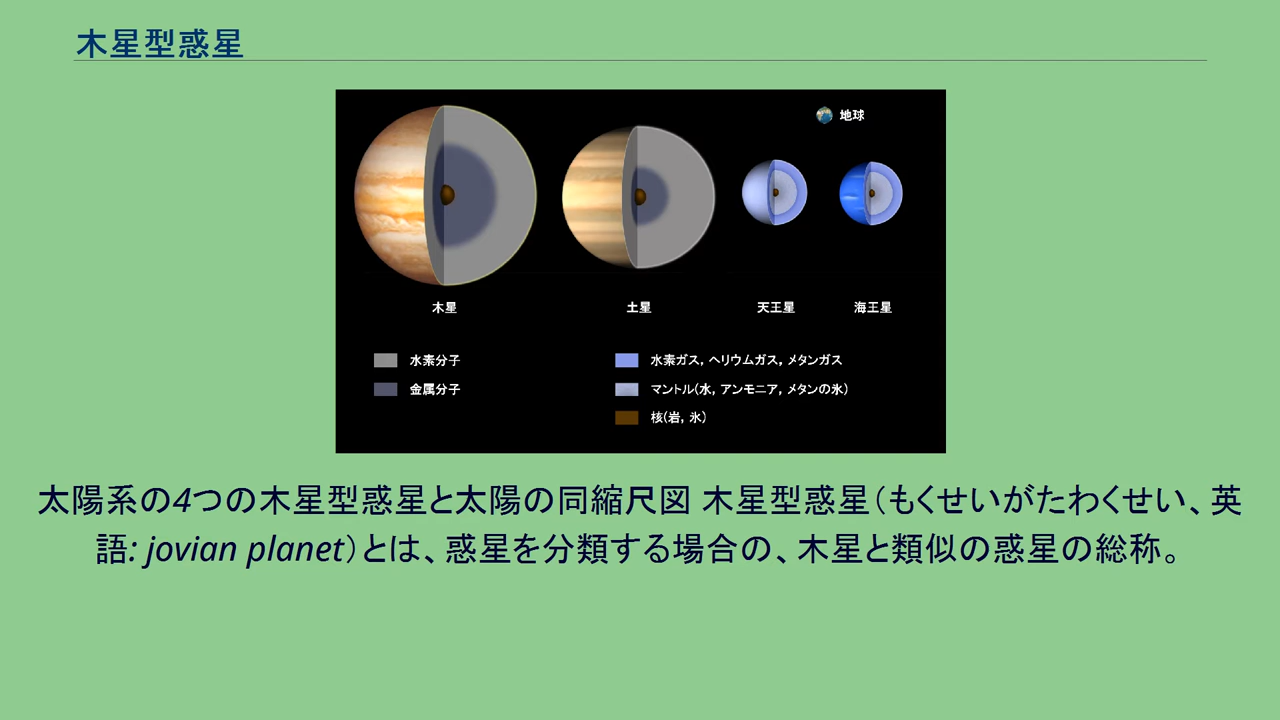 木星型惑星
地球
木星
土星
天王星
海王星
水素分子
金属分子
水素ガス, ヘリウムガス, メタンガス
マントル(水, アンモニア, メタンの氷)
核(岩, 氷)
太陽系の4つの木星型惑星と太陽の同縮尺図 木星型惑星（もくせいがたわくせい、英
語: jovian planet）とは、惑星を分類する場合の、木星と類似の惑星の総称。